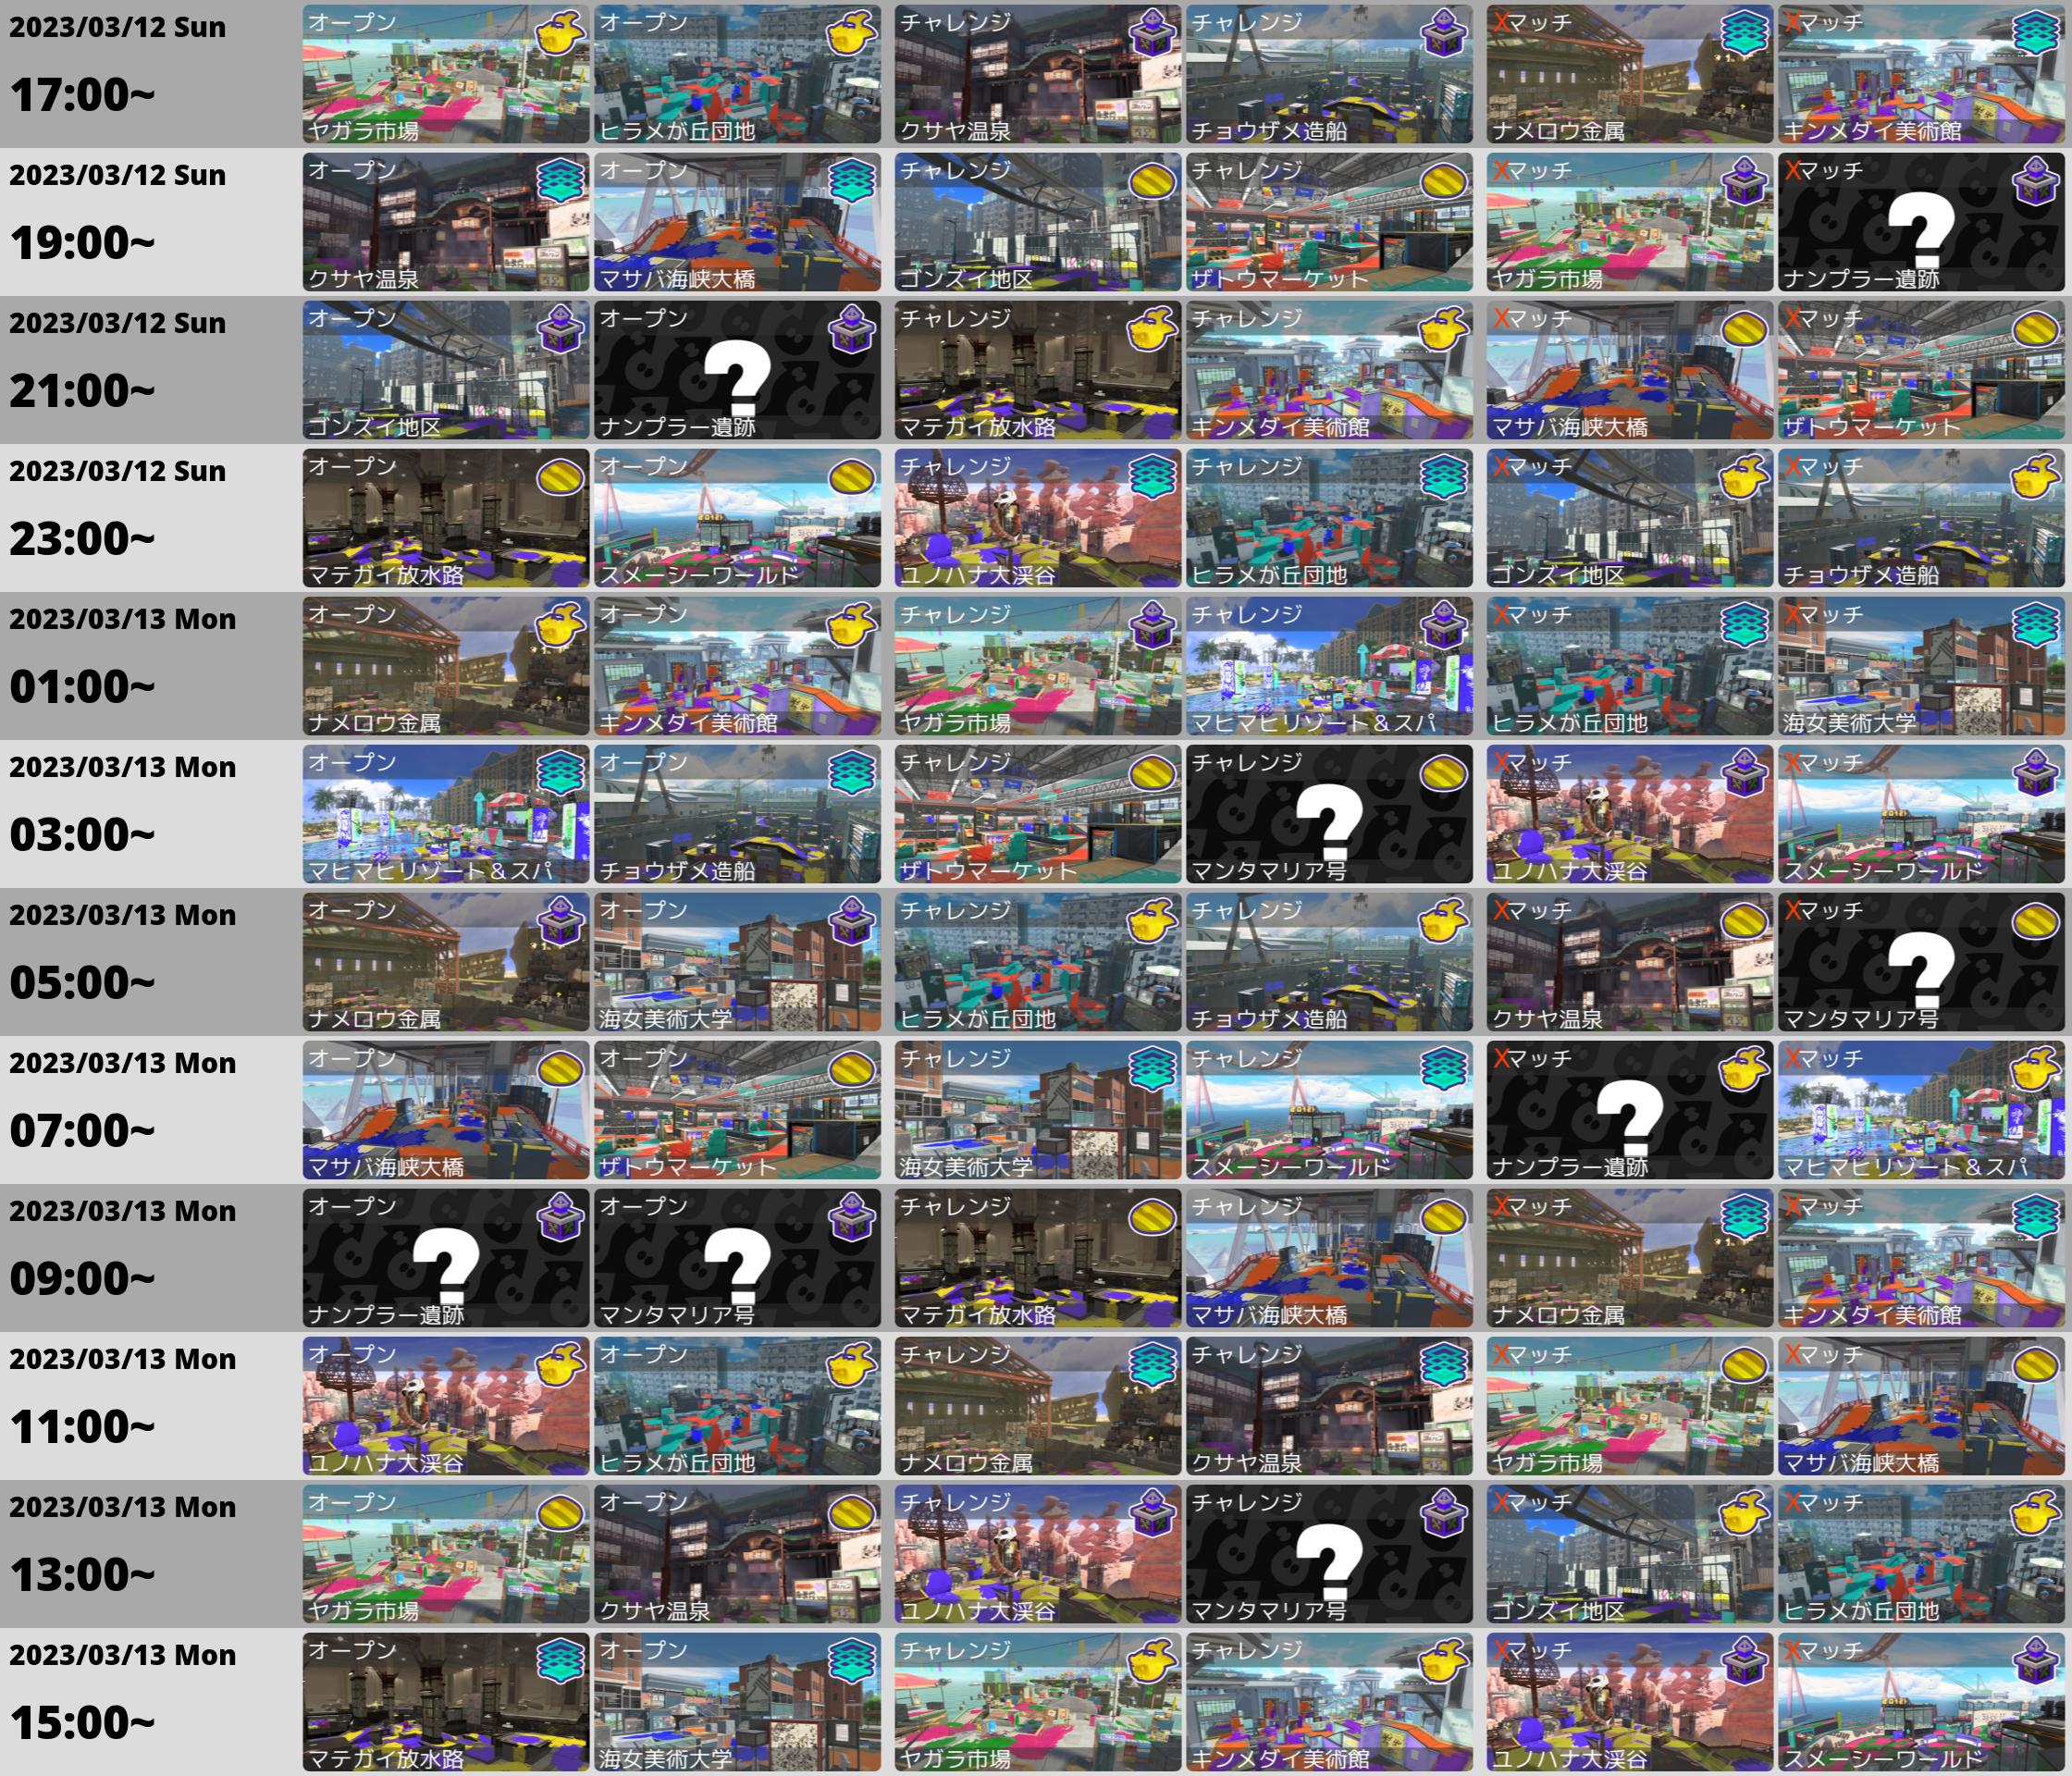 2023/03/12 Sun
17:00~
オープン オープン チャレンジ チャレンジ Xマッチ Xマッチ
ヤガラ市場 ヒラメが丘団地 クサヤ温泉 チョウザメ造船 ナメロウ金属 キンメダイ美術館
2023/03/12 Sun
19:00~
オープン オープン チャレンジ チャレンジ Xマッチ Xマッチ
クサヤ温泉 マサバ海峡大橋 ゴンズイ地区 ザトウマーケット ヤガラ市場 ナンプラー遺跡
2023/03/12 Sun
21:00~
オープン オープン チャレンジ チャレンジ Xマッチ Xマッチ
ゴンズイ地区 ナンプラー遺跡 マテガイ放水路 キンメダイ美術館 マサバ海峡大橋 ザトウマーケット
2023/03/12 Sun
23:00~
オープン オープン チャレンジ チャレンジ Xマッチ Xマッチ
マテガイ放水路 スメーシーワールド ユノハナ大渓谷 ヒラメが丘団地 ゴンズイ地区 チョウザメ造船
2023/03/13 Mon
01:00~
オープン オープン チャレンジ チャレンジ Xマッチ Xマッチ
ナメロウ金属 キンメダイ美術館 ヤガラ市場 マヒマヒリゾート＆スパ ヒラメが丘団地 海女美術大学
2023/03/13 Mon
03:00~
オープン オープン チャレンジ チャレンジ Xマッチ Xマッチ
マヒマヒリゾート＆スパ チョウザメ造船 ザトウマーケット マンタマリア号 ユノハナ大渓谷 スメーシーワールド
2023/03/13 Mon
05:00~
オープン オープン チャレンジ チャレンジ Xマッチ Xマッチ
ナメロウ金属 海女美術大学 ヒラメが丘団地 チョウザメ造船 クサヤ温泉 マンタマリア号
2023/03/13 Mon
07:00~
オープン オープン チャレンジ チャレンジ Xマッチ Xマッチ
マサバ海峡大橋 ザトウマーケット 海女美術大学 スメーシーワールド ナンプラー遺跡 マヒマヒリゾート＆スパ
2023/03/13 Mon
09:00~
オープン オープン チャレンジ チャレンジ Xマッチ Xマッチ
ナンプラー遺跡 マンタマリア号 マテガイ放水路 マサバ海峡大橋 ナメロウ金属 キンメダイ美術館
2023/03/13 Mon
11:00~
オープン オープン チャレンジ チャレンジ Xマッチ Xマッチ
ユノハナ大渓谷 ヒラメが丘団地 ナメロウ金属 クサヤ温泉 ヤガラ市場 マサバ海峡大橋
2023/03/13 Mon
13:00~
オープン オープン チャレンジ チャレンジ Xマッチ Xマッチ
ヤガラ市場 クサヤ温泉 ユノハナ大渓谷 マンタマリア号 ゴンズイ地区 ヒラメが丘団地
2023/03/13 Mon
15:00~
オープン オープン チャレンジ チャレンジ Xマッチ Xマッチ
マテガイ放水路 海女美術大学 ヤガラ市場 キンメダイ美術館 ユノハナ大渓谷 スメーシーワールド